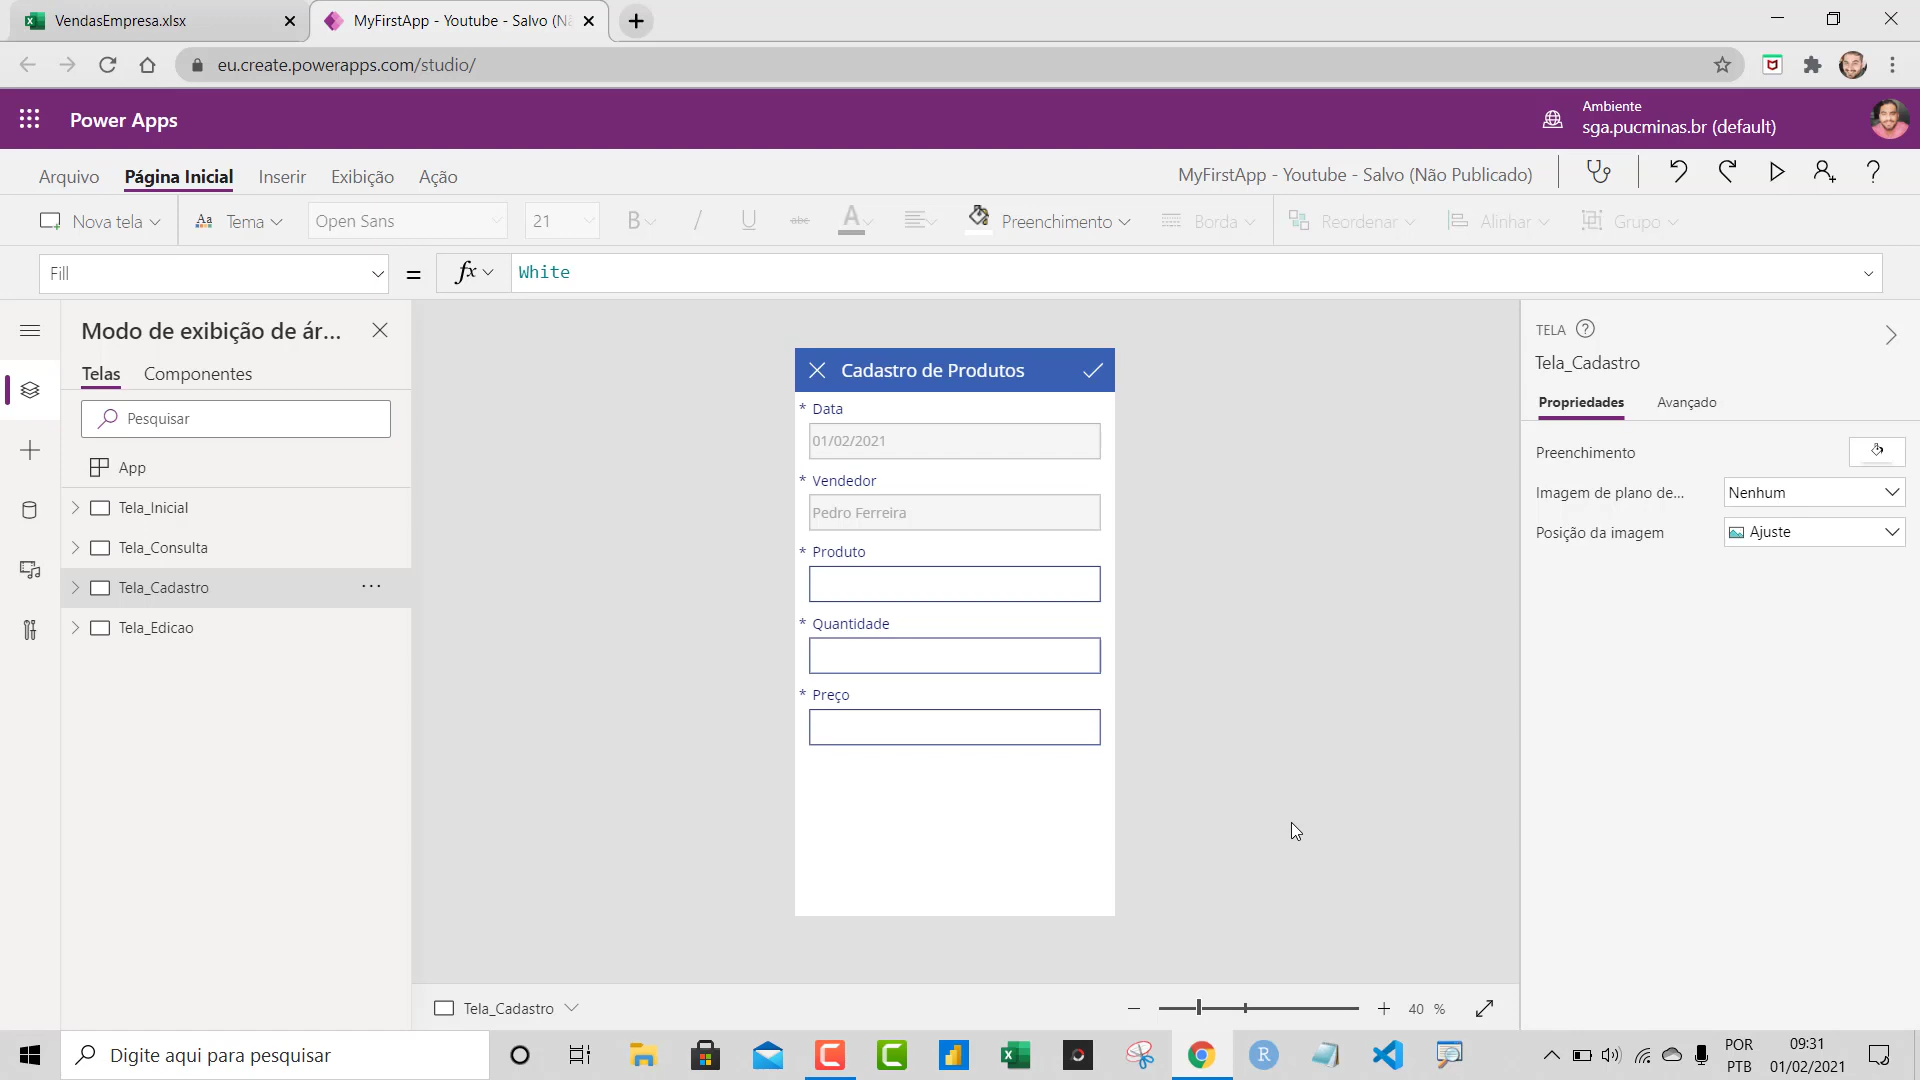 VendasEmpresa.xlsx
MyFirstApp - Youtube - Salvo (Nã
eu.create.powerapps.com/studio/
Power Apps
Ambiente
sga.pucminas.br (default)
Arquivo
Página Inicial
Inserir
Exibição
Ação
MyFirstApp - Youtube - Salvo (Não Publicado)
Nova tela
Aa Tema
Open Sans
21
B
/
U
abc
A
Preenchimento
Borda
Reordenar
Alinhar
Grupo
Fill
=
fx
White
Modo de exibição de ár...
Telas
Componentes
Pesquisar
App
Tela_Inicial
Tela_Consulta
Tela_Cadastro
...
Tela_Edicao
Cadastro de Produtos
* Data
01/02/2021
* Vendedor
Pedro Ferreira
* Produto
* Quantidade
* Preço
TELA
Tela_Cadastro
Propriedades
Avançado
Preenchimento
Imagem de plano de...
Nenhum
Posição da imagem
Ajuste
Tela_Cadastro
40 %
Digite aqui para pesquisar
R
POR
PTB
09:31
01/02/2021